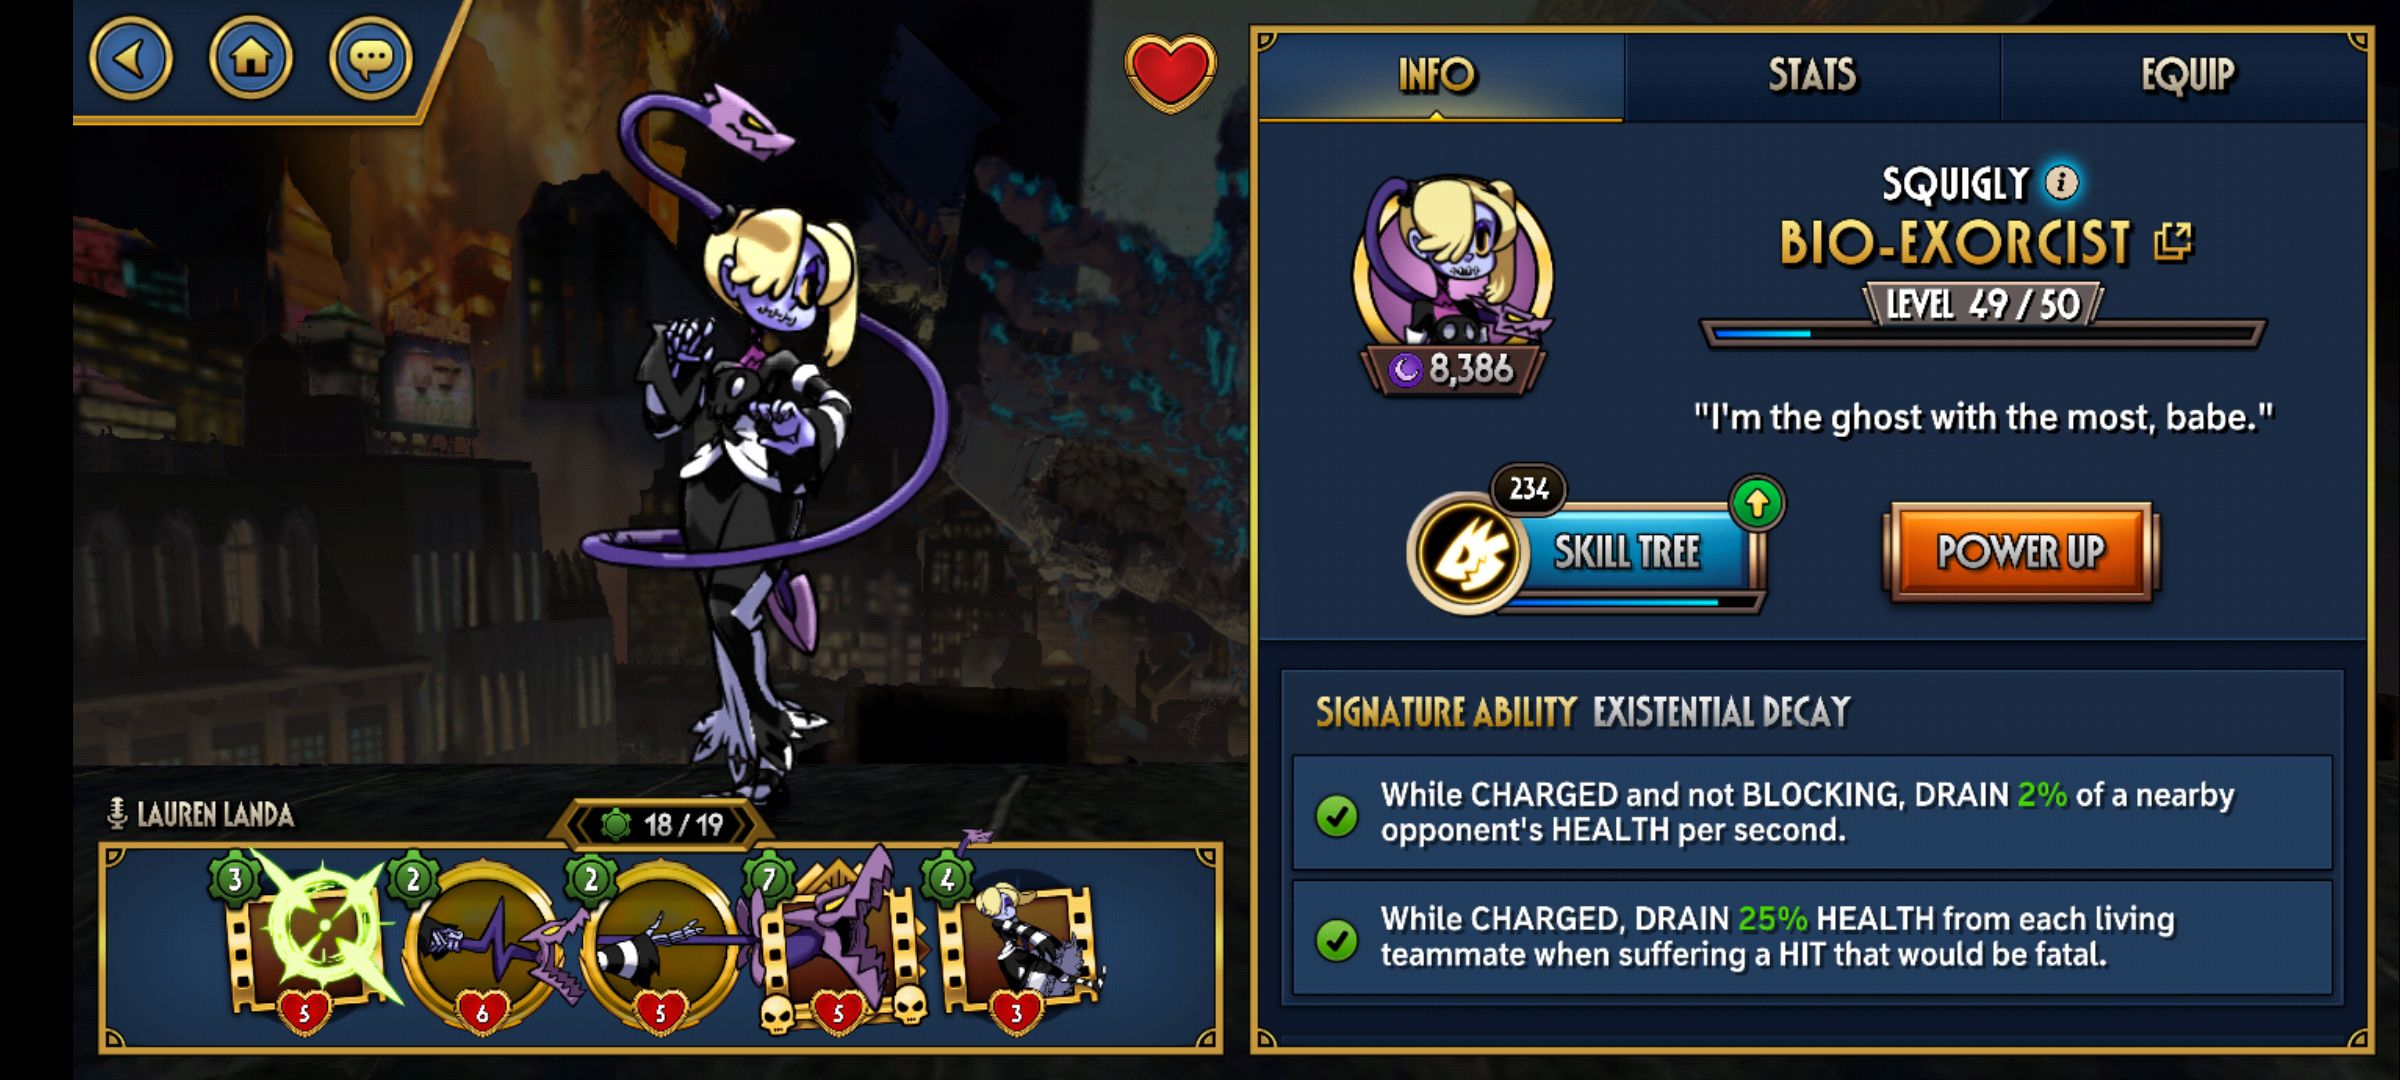 INFO
STATS
EQUIP
SQUIGLY i
BIO-EXORCIST
LEVEL 49 / 50
8,386
"I'm the ghost with the most, babe."
234
SKILL TREE
POWER UP
SIGNATURE ABILITY EXISTENTIAL DECAY
While CHARGED and not BLOCKING, DRAIN 2% of a nearby
opponent's HEALTH per second.
While CHARGED, DRAIN 25% HEALTH from each living
teammate when suffering a HIT that would be fatal.
LAUREN LANDA
18 / 19
3 2 2 7 4
5 6 5 5 3